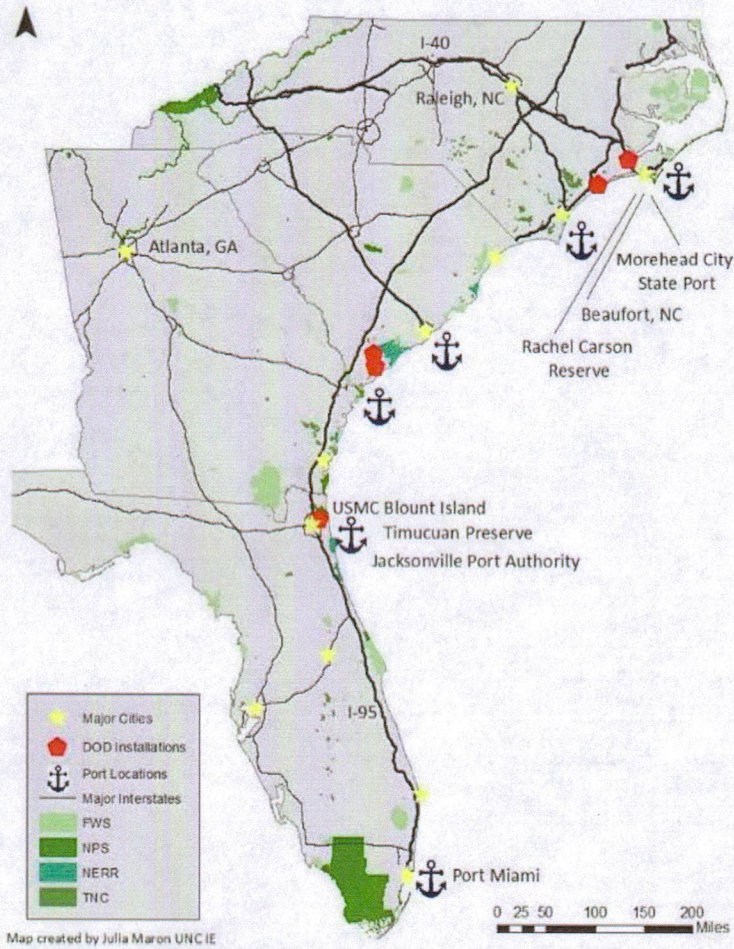 I-40
Raleigh, NC
Atlanta, GA
Morehead City
State Port
Beaufort, NC
Rachel Carson
Reserve
USMC Blount Island
Timucuan Preserve
Jacksonville Port Authority
I-95
Major Cities
DOD Installations
Port Locations
Major Interstates
FWS
NPS
NERR
TNC
Port Miami
0 25 50 100 150 200
Miles
Map created by Julia Maron UNC IE